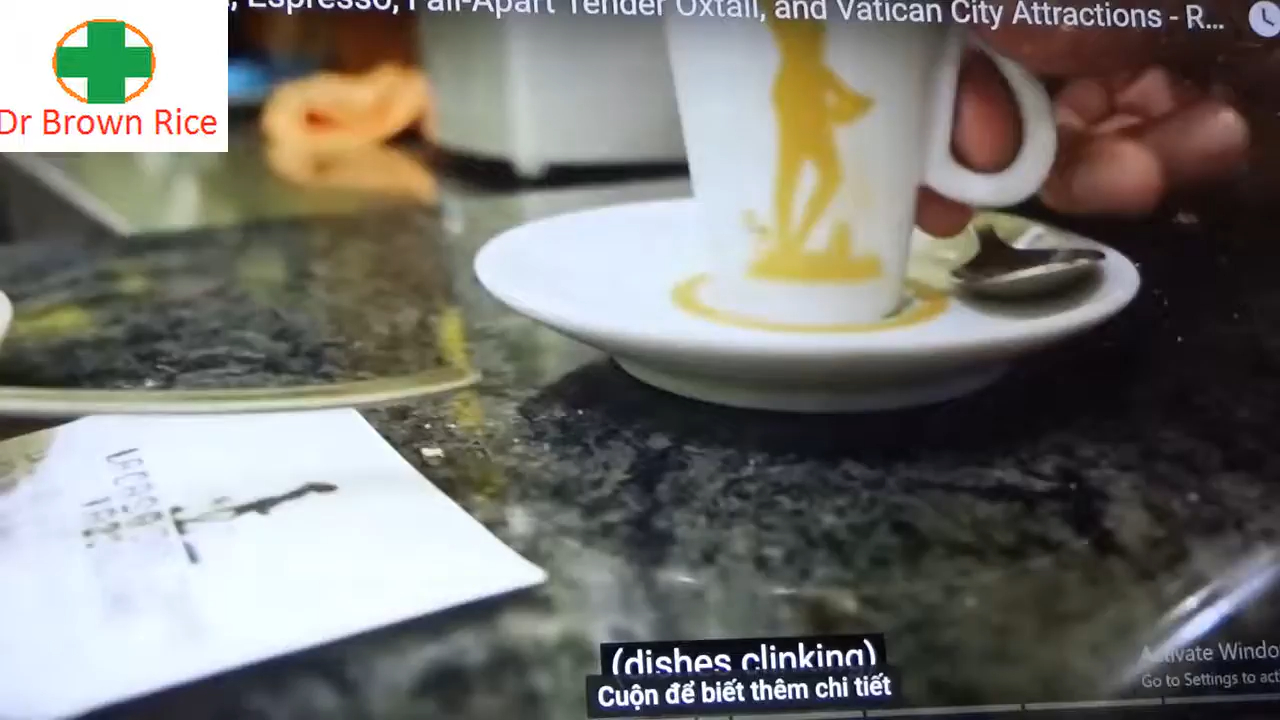 Espresso, Fall-Apart Tender Oxtail, and Vatican City Attractions - R...
Dr Brown Rice
(dishes clinking)
Cuộn để biết thêm chi tiết
Activate Windo
Go to Settings to act